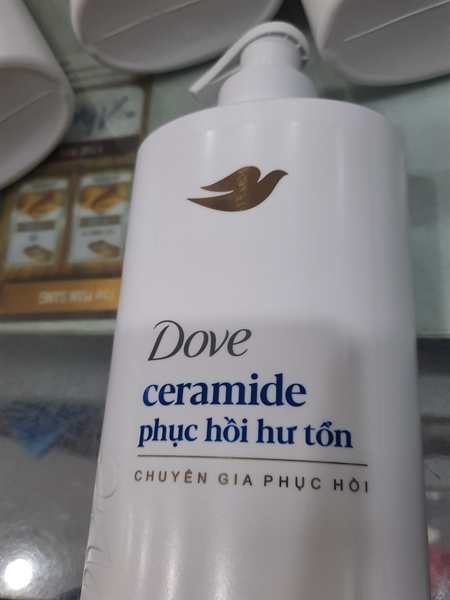 Dove
ceramide
phục hồi hư tổn
CHUYÊN GIA PHỤC HỒI